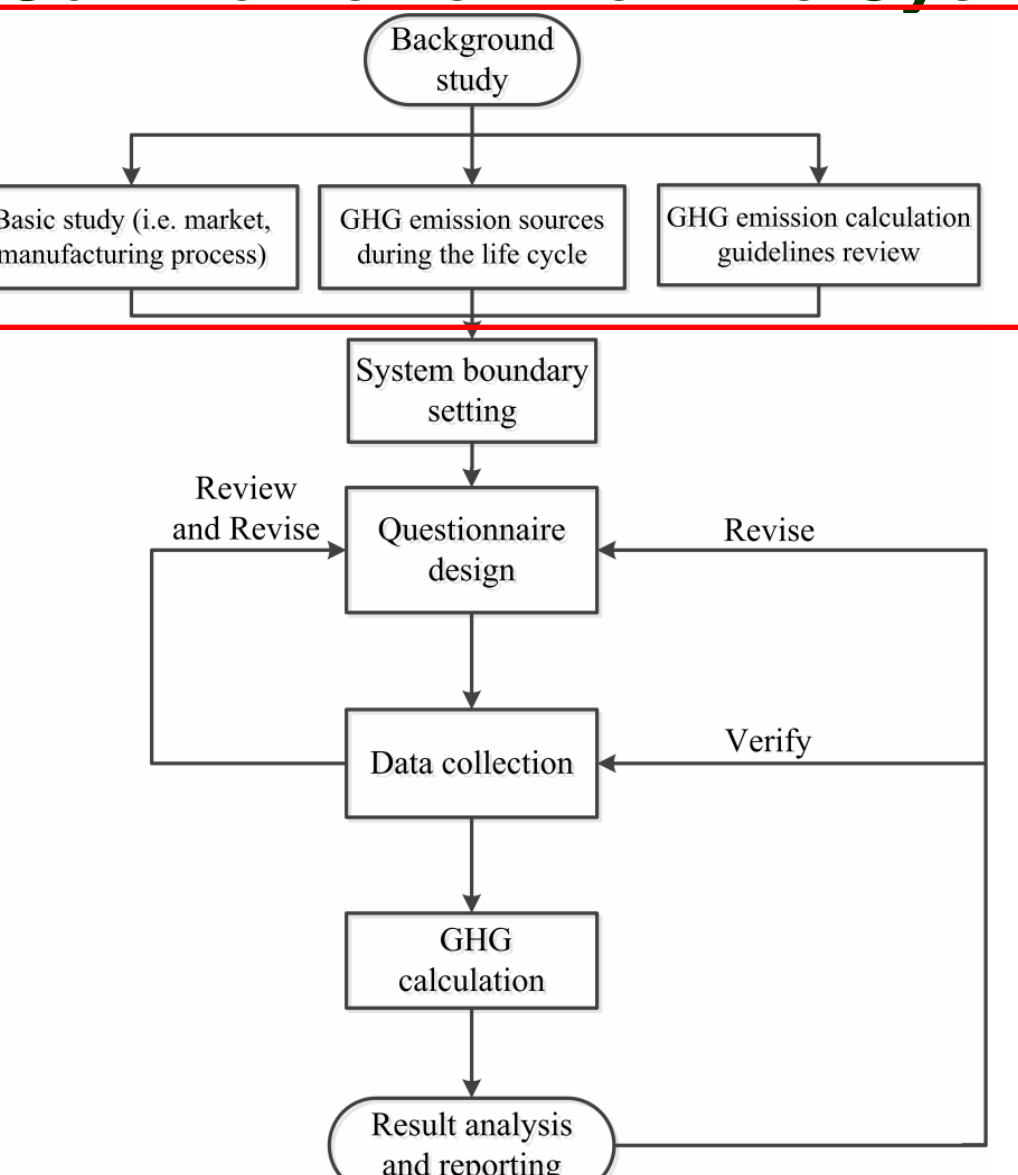 Background
study
Basic study (i.e. market,
manufacturing process)
GHG emission sources
during the life cycle
GHG emission calculation
guidelines review
System boundary
setting
Review
and Revise
Questionnaire
design
Revise
Data collection
Verify
GHG
calculation
Result analysis
and reporting